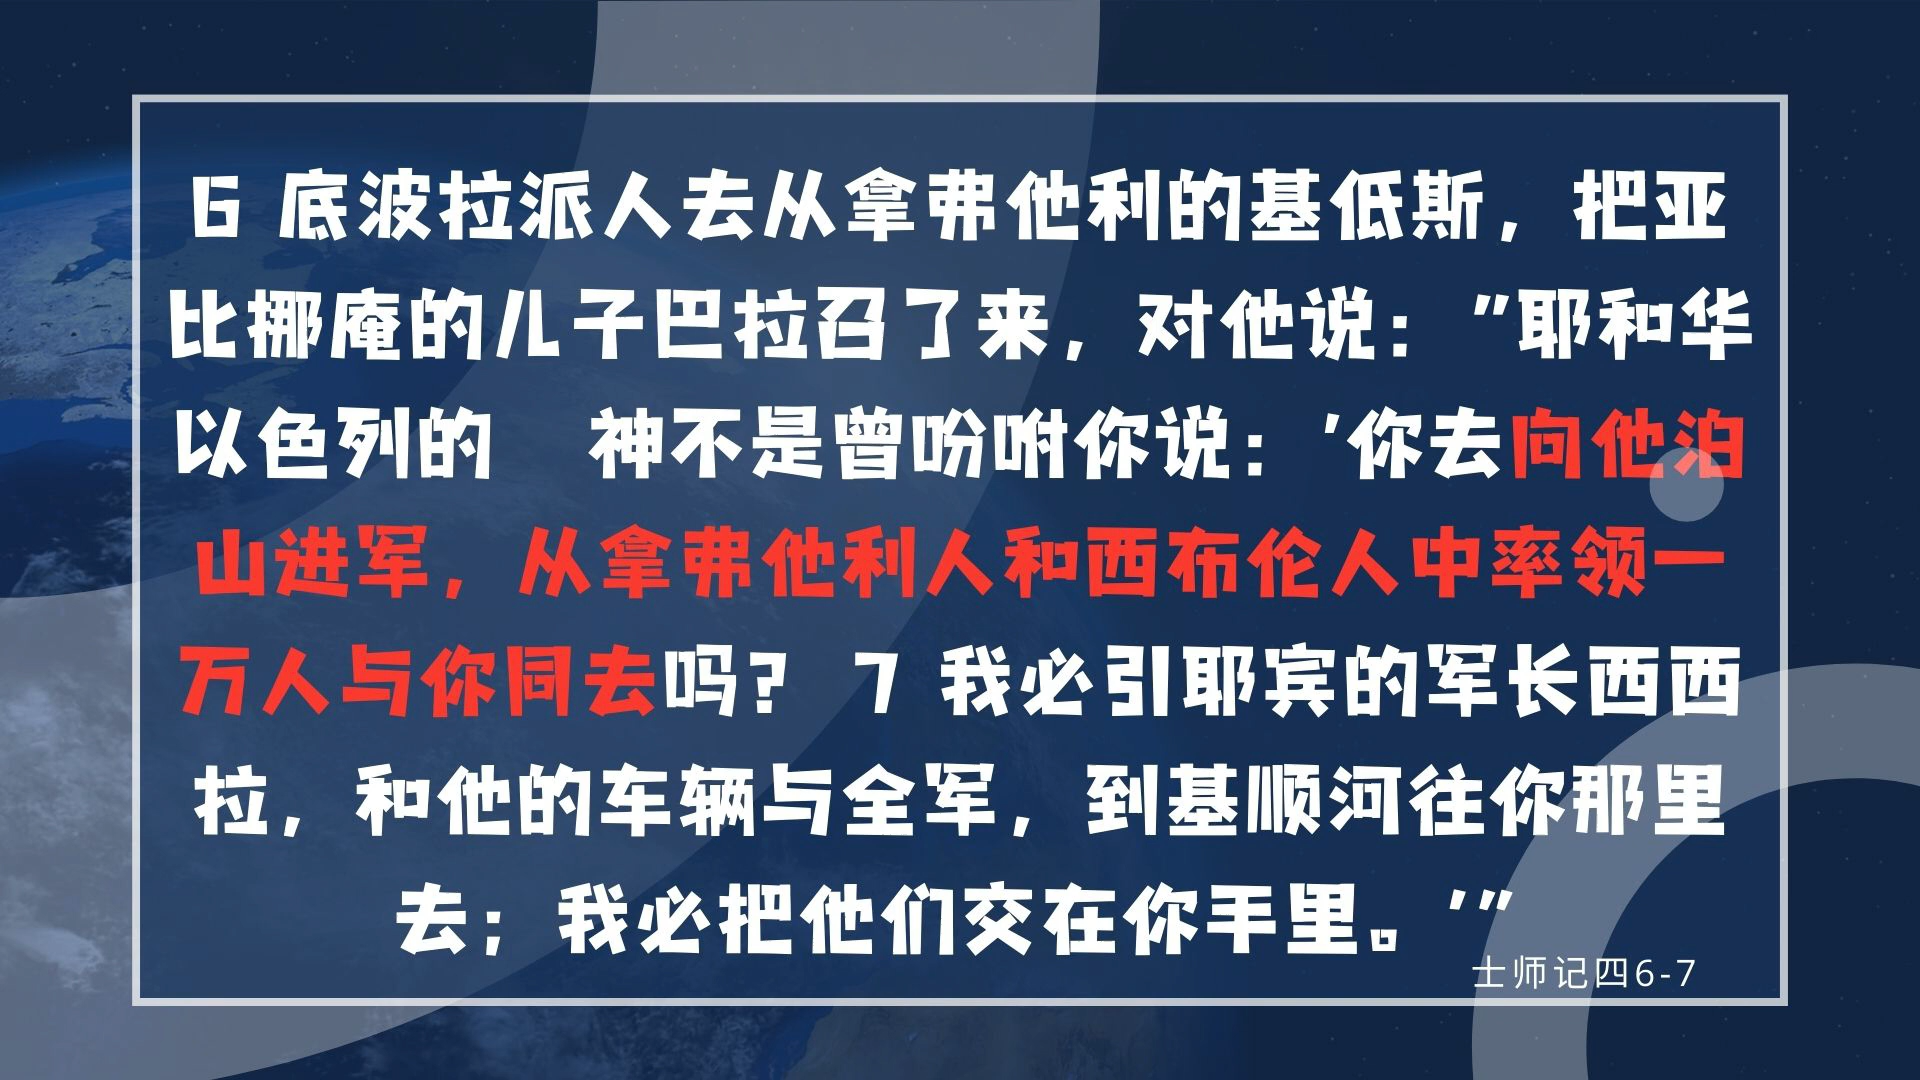 6 底波拉派人去从拿弗他利的基低斯，把亚
比挪庵的儿子巴拉召了来，对他说："耶和华
以色列的　神不是曾吩咐你说：'你去向他泊
山进军，从拿弗他利人和西布伦人中率领一
万人与你同去吗？ 7 我必引耶宾的军长西西
拉，和他的车辆与全军，到基顺河往你那里
去；我必把他们交在你手里。'"
士师记四6-7